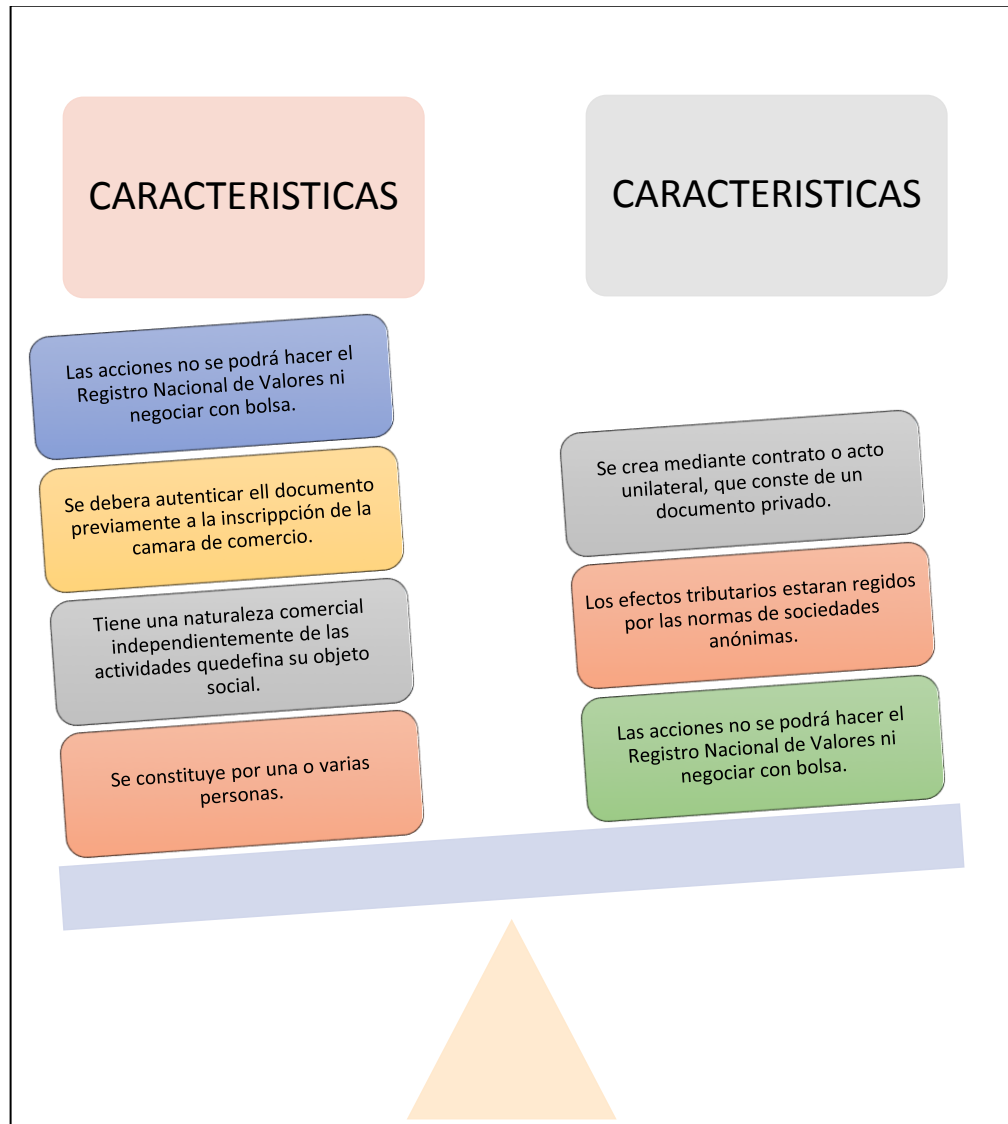 CARACTERISTICAS
Las acciones no se podrá hacer el
Registro Nacional de Valores ni
negociar con bolsa.
Se debera autenticar ell documento
previamente a la inscrippción de la
camara de comercio.
Tiene una naturaleza comercial
independientemente de las
actividades quedefina su objeto
social.
Se constituye por una o varias
personas.
CARACTERISTICAS
Se crea mediante contrato o acto
unilateral, que conste de un
documento privado.
Los efectos tributarios estaran regidos
por las normas de sociedades
anónimas.
Las acciones no se podrá hacer el
Registro Nacional de Valores ni
negociar con bolsa.